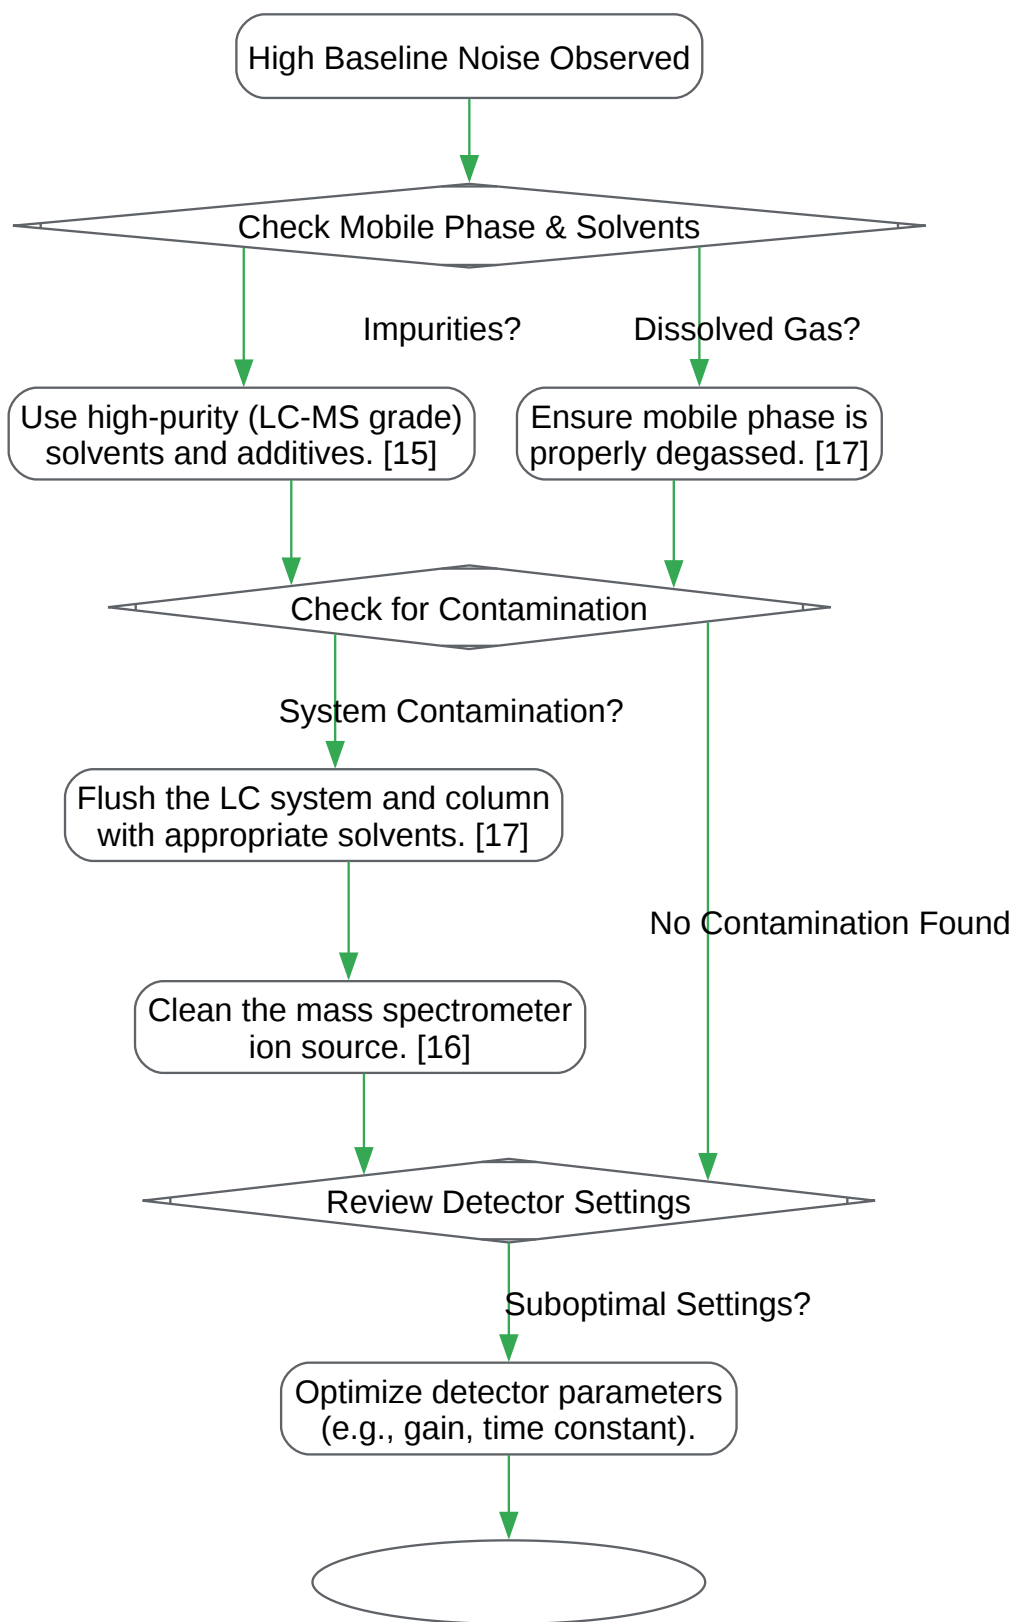 High Baseline Noise Observed
Check Mobile Phase & Solvents
Impurities?
Dissolved Gas?
Use high-purity (LC-MS grade)
solvents and additives. [15]
Ensure mobile phase is
properly degassed. [17]
Check for Contamination
System Contamination?
Flush the LC system and column
with appropriate solvents. [17]
No Contamination Found
Clean the mass spectrometer
ion source. [16]
Review Detector Settings
Suboptimal Settings?
Optimize detector parameters
(e.g., gain, time constant).